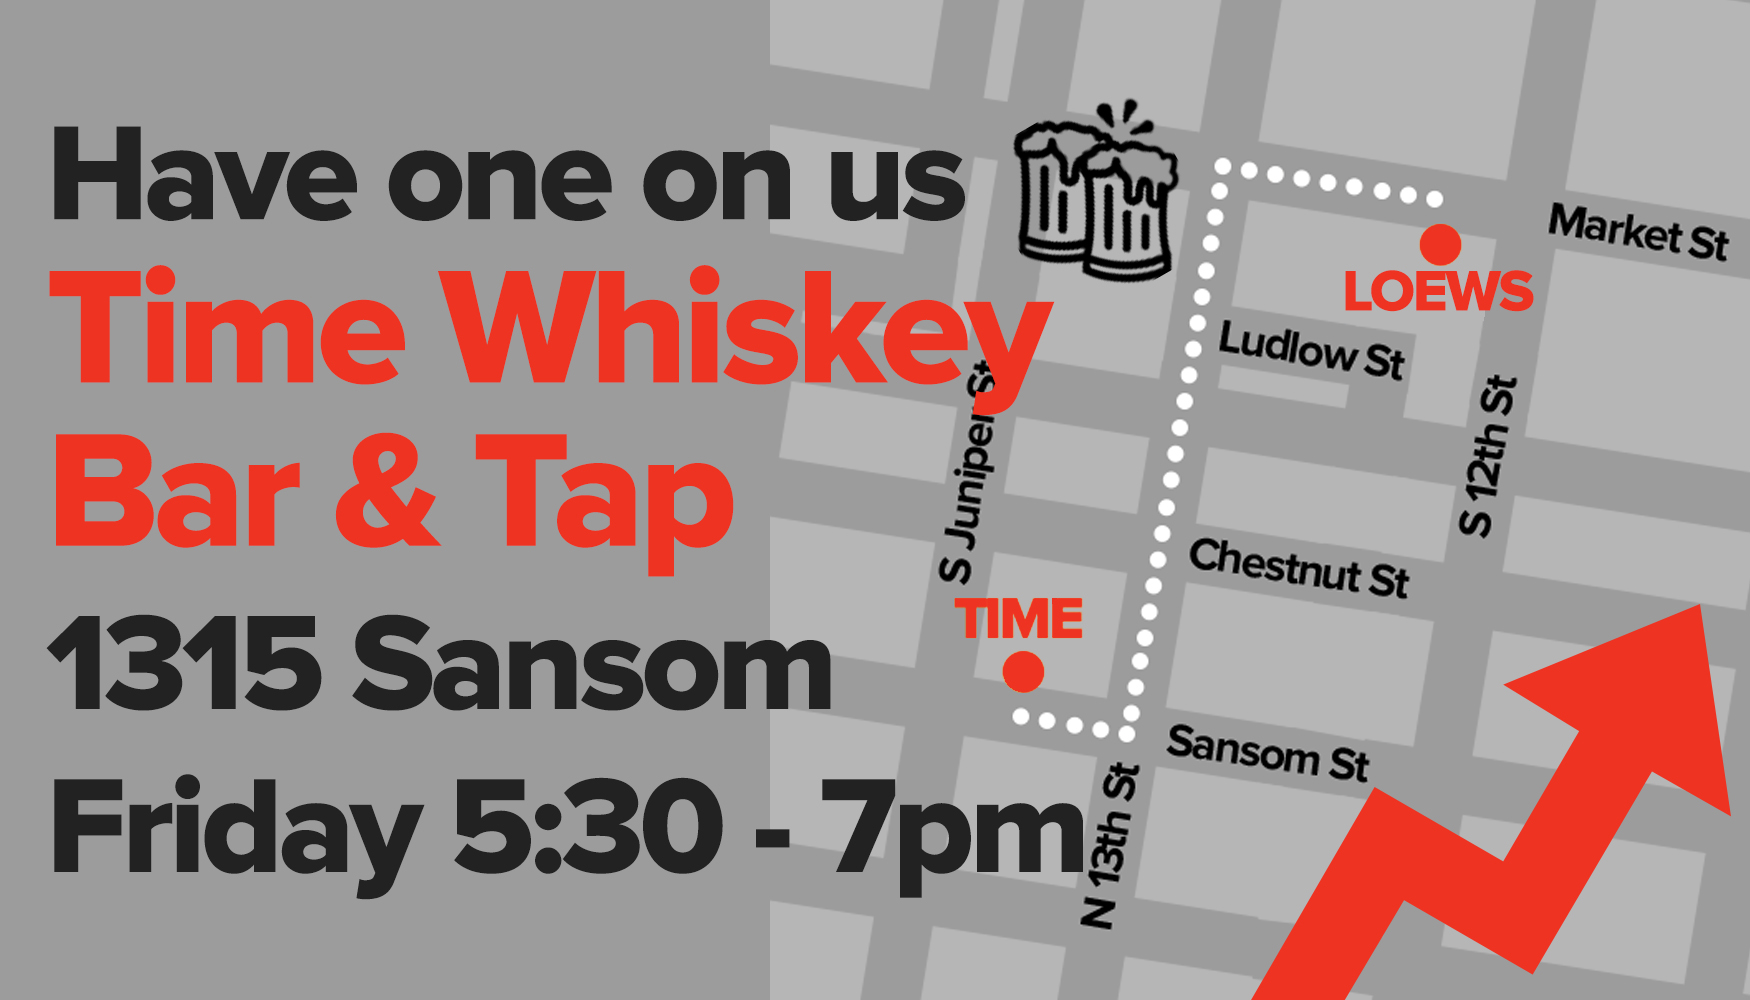 Have one on us
Time Whiskey
Bar & Tap
1315 Sansom
Friday 5:30 - 7pm
Market St
LOEWS
Ludlow St
S Juniper St
S 12th St
Chestnut St
TIME
Sansom St
N 13th St